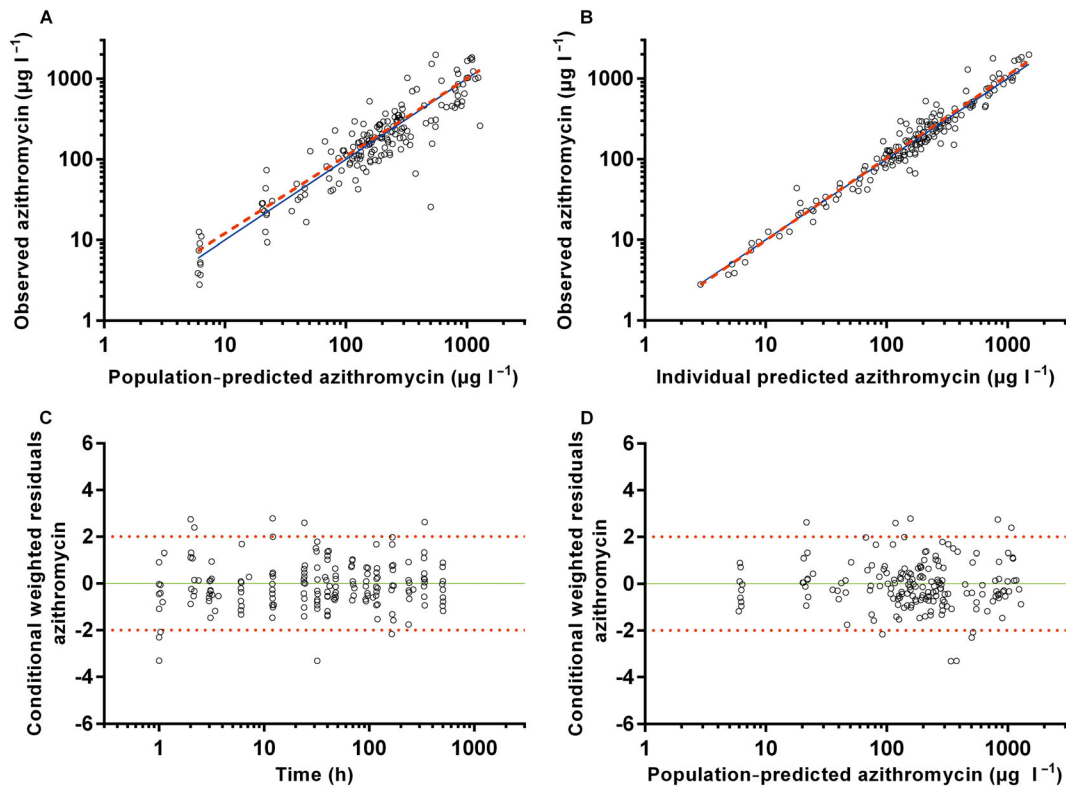 A
Observed azithromycin (µg l⁻¹)
1000
100
10
1
1 10 100 1000
Population-predicted azithromycin (µg l⁻¹)
B
Observed azithromycin (µg l⁻¹)
1000
100
10
1
1 10 100 1000
Individual predicted azithromycin (µg l⁻¹)
C
Conditional weighted residuals
azithromycin
6
4
2
0
-2
-4
-6
1 10 100 1000
Time (h)
D
Conditional weighted residuals
azithromycin
6
4
2
0
-2
-4
-6
1 10 100 1000
Population-predicted azithromycin (µg l⁻¹)